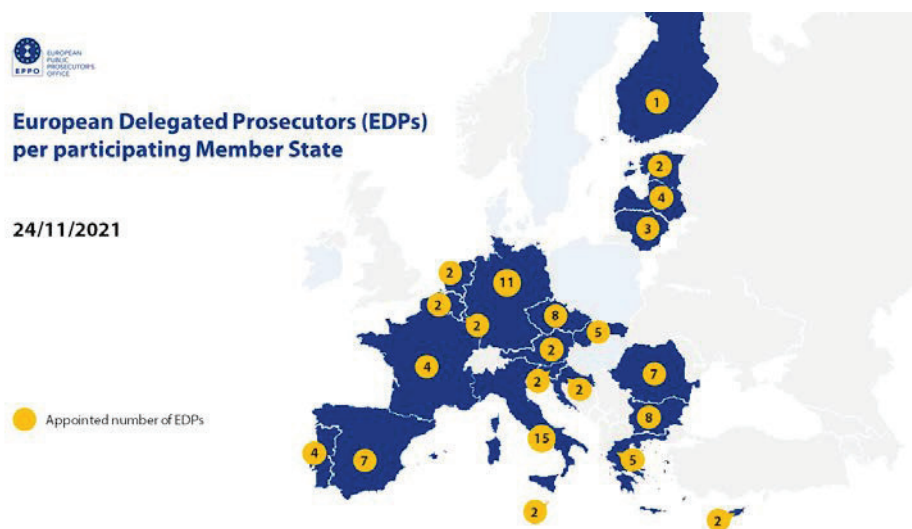 EPPO
EUROPEAN
PUBLIC
PROSECUTOR'S
OFFICE
European Delegated Prosecutors (EDPs)
per participating Member State
24/11/2021
1
2
4
3
2
11
2
2
8
5
2
4
7
2
2
8
15
4
7
5
2
2
Appointed number of EDPs